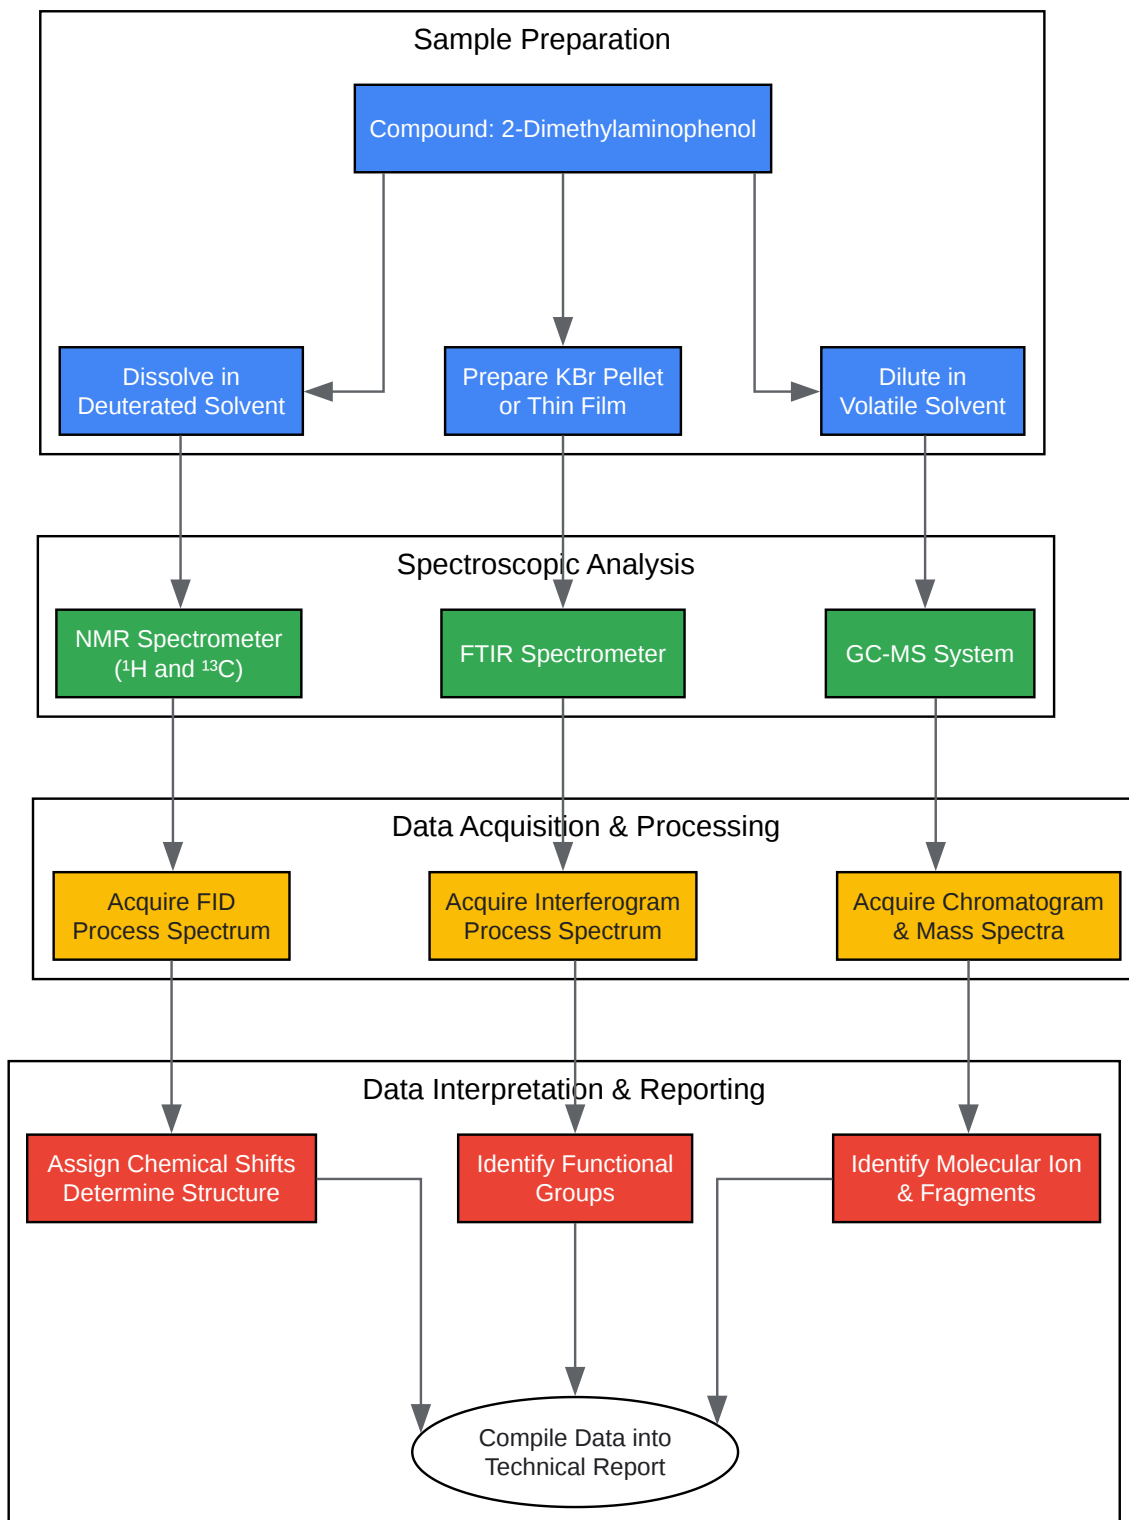 Sample Preparation
Compound: 2-Dimethylaminophenol
Dissolve in
Deuterated Solvent
Prepare KBr Pellet
or Thin Film
Dilute in
Volatile Solvent
Spectroscopic Analysis
NMR Spectrometer
(¹H and ¹³C)
FTIR Spectrometer
GC-MS System
Data Acquisition & Processing
Acquire FID
Process Spectrum
Acquire Interferogram
Process Spectrum
Acquire Chromatogram
& Mass Spectra
Data Interpretation & Reporting
Assign Chemical Shifts
Determine Structure
Identify Functional
Groups
Identify Molecular Ion
& Fragments
Compile Data into
Technical Report